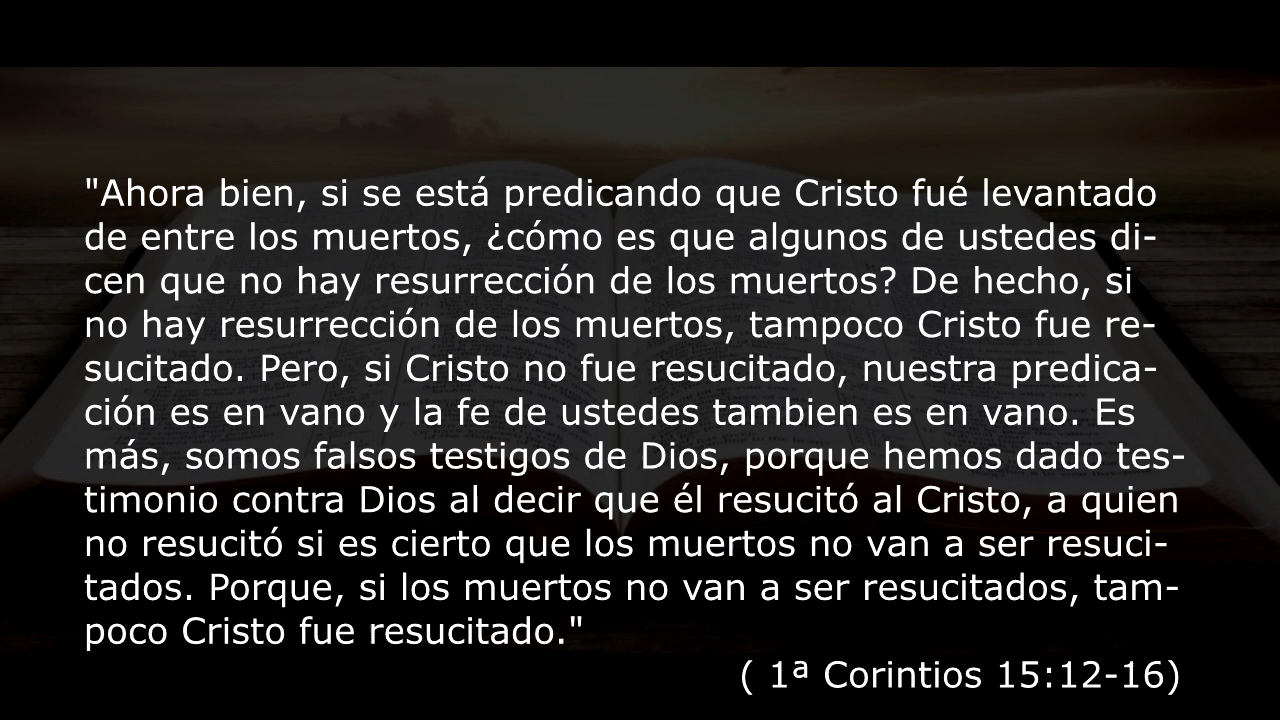 "Ahora bien, si se está predicando que Cristo fué levantado
de entre los muertos, ¿cómo es que algunos de ustedes di-
cen que no hay resurrección de los muertos? De hecho, si
no hay resurrección de los muertos, tampoco Cristo fue re-
sucitado. Pero, si Cristo no fue resucitado, nuestra predica-
ción es en vano y la fe de ustedes tambien es en vano. Es
más, somos falsos testigos de Dios, porque hemos dado tes-
timonio contra Dios al decir que él resucitó al Cristo, a quien
no resucitó si es cierto que los muertos no van a ser resuci-
tados. Porque, si los muertos no van a ser resucitados, tam-
poco Cristo fue resucitado."
( 1ª Corintios 15:12-16)